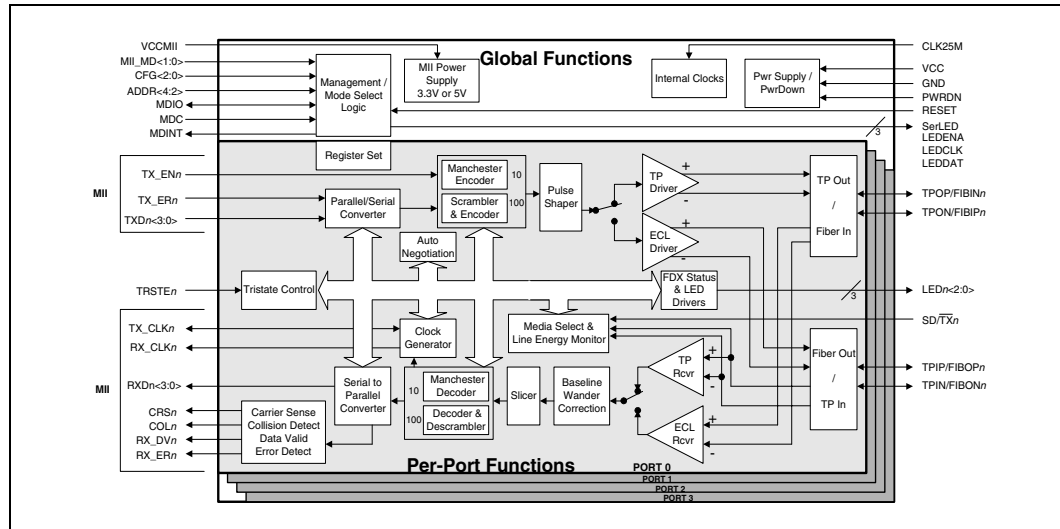 Global Functions
VCCMII
MII_MD<1:0>
CFG<2:0>
ADDR<4:2>
MDIO
MDC
MDINT
Management /
Mode Select
Logic
MII Power
Supply
3.3V or 5V
Internal Clocks
Pwr Supply /
PwrDown
CLK25M
VCC
GND
PWRDN
RESET
3
SerLED
LEDENA
LEDCLK
LEDDAT
Register Set
MII
TX_ENn
TX_ERn
TXDn<3:0>
Parallel/Serial
Converter
Manchester
Encoder
10
Scrambler
& Encoder
100
Pulse
Shaper
TP
Driver
+
-
ECL
Driver
+
-
TP Out
/
Fiber In
TPOP/FIBINn
TPON/FIBIPn
Auto
Negotiation
TRSTEn
Tristate Control
FDX Status
& LED
Drivers
3
LEDn<2:0>
MII
TX_CLKn
RX_CLKn
Clock
Generator
Media Select &
Line Energy Monitor
SD/TXn
RXDn<3:0>
Serial to
Parallel
Converter
10
Manchester
Decoder
100
Decoder &
Descrambler
Slicer
Baseline
Wander
Correction
TP
Rcvr
+
-
ECL
Rcvr
+
-
Fiber Out
/
TP In
TPIP/FIBOPn
TPIN/FIBONn
CRSn
COLn
RX_DVn
RX_ERn
Carrier Sense
Collision Detect
Data Valid
Error Detect
Per-Port Functions
PORT 0
PORT 1
PORT 2
PORT 3